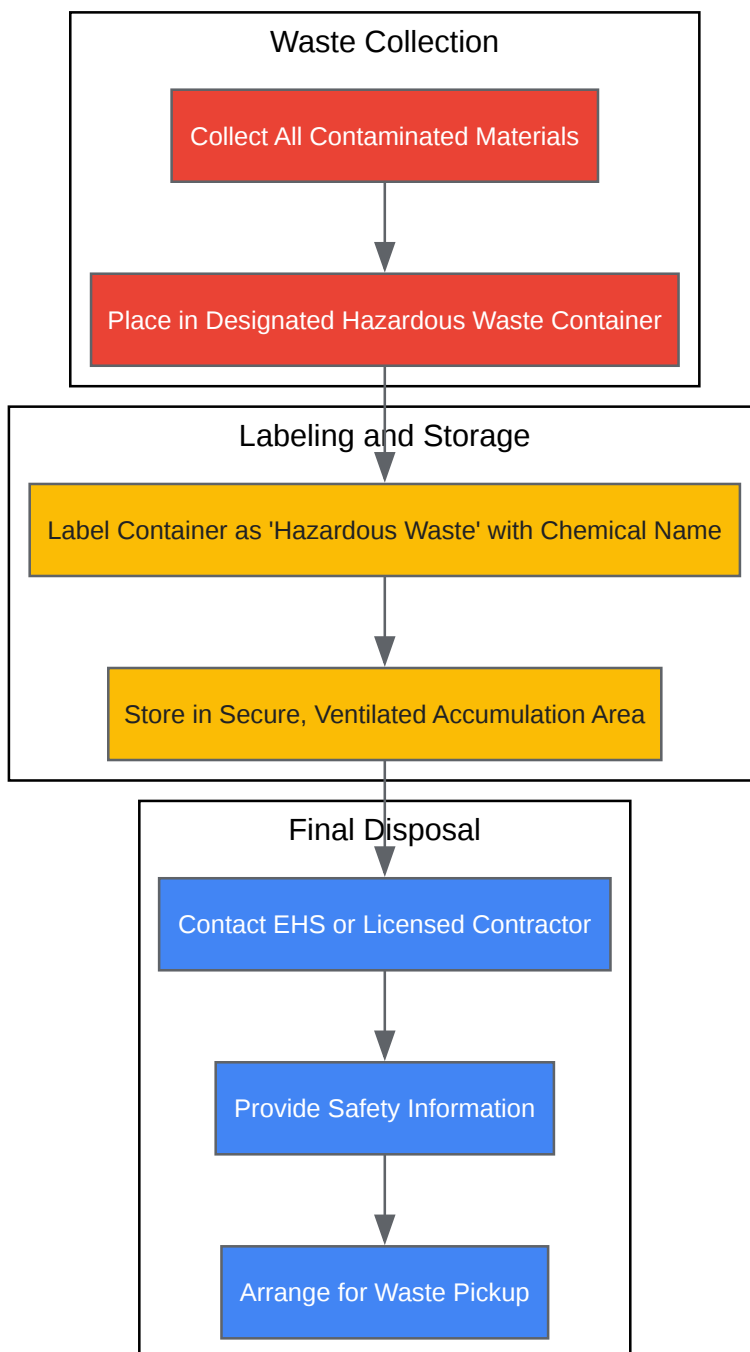 Waste Collection
Collect All Contaminated Materials
Place in Designated Hazardous Waste Container
Labeling and Storage
Label Container as 'Hazardous Waste' with Chemical Name
Store in Secure, Ventilated Accumulation Area
Final Disposal
Contact EHS or Licensed Contractor
Provide Safety Information
Arrange for Waste Pickup